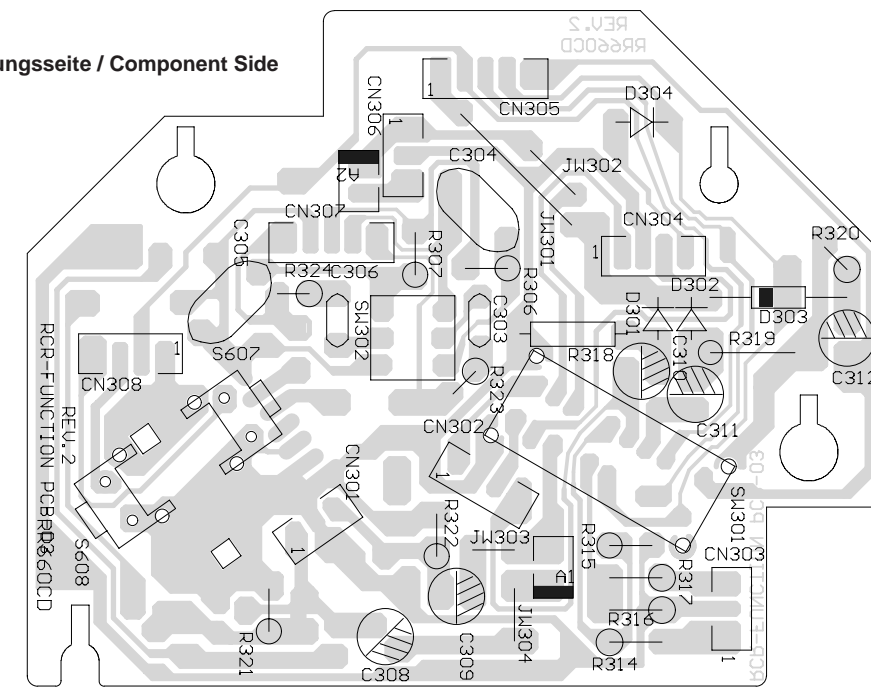 ungsseite / Component Side
REV.2
RR660CD
CN305
1
D304
CN306
1
A2
C304
JW302
JW301
CN307
CN304
1
R320
C305
R324
C306
R307
R306
D302
D301
D303
SW302
C303
R318
R319
C310
C312
S607
CN308
1
R323
C311
CN302
1
RCR-FUNCTION PCB-03
REV.2
RR660CD
CN301
1
SW301
S608
R322
JW303
R315
CN303
1
A1
R317
R316
R314
R321
C308
C309
JW304